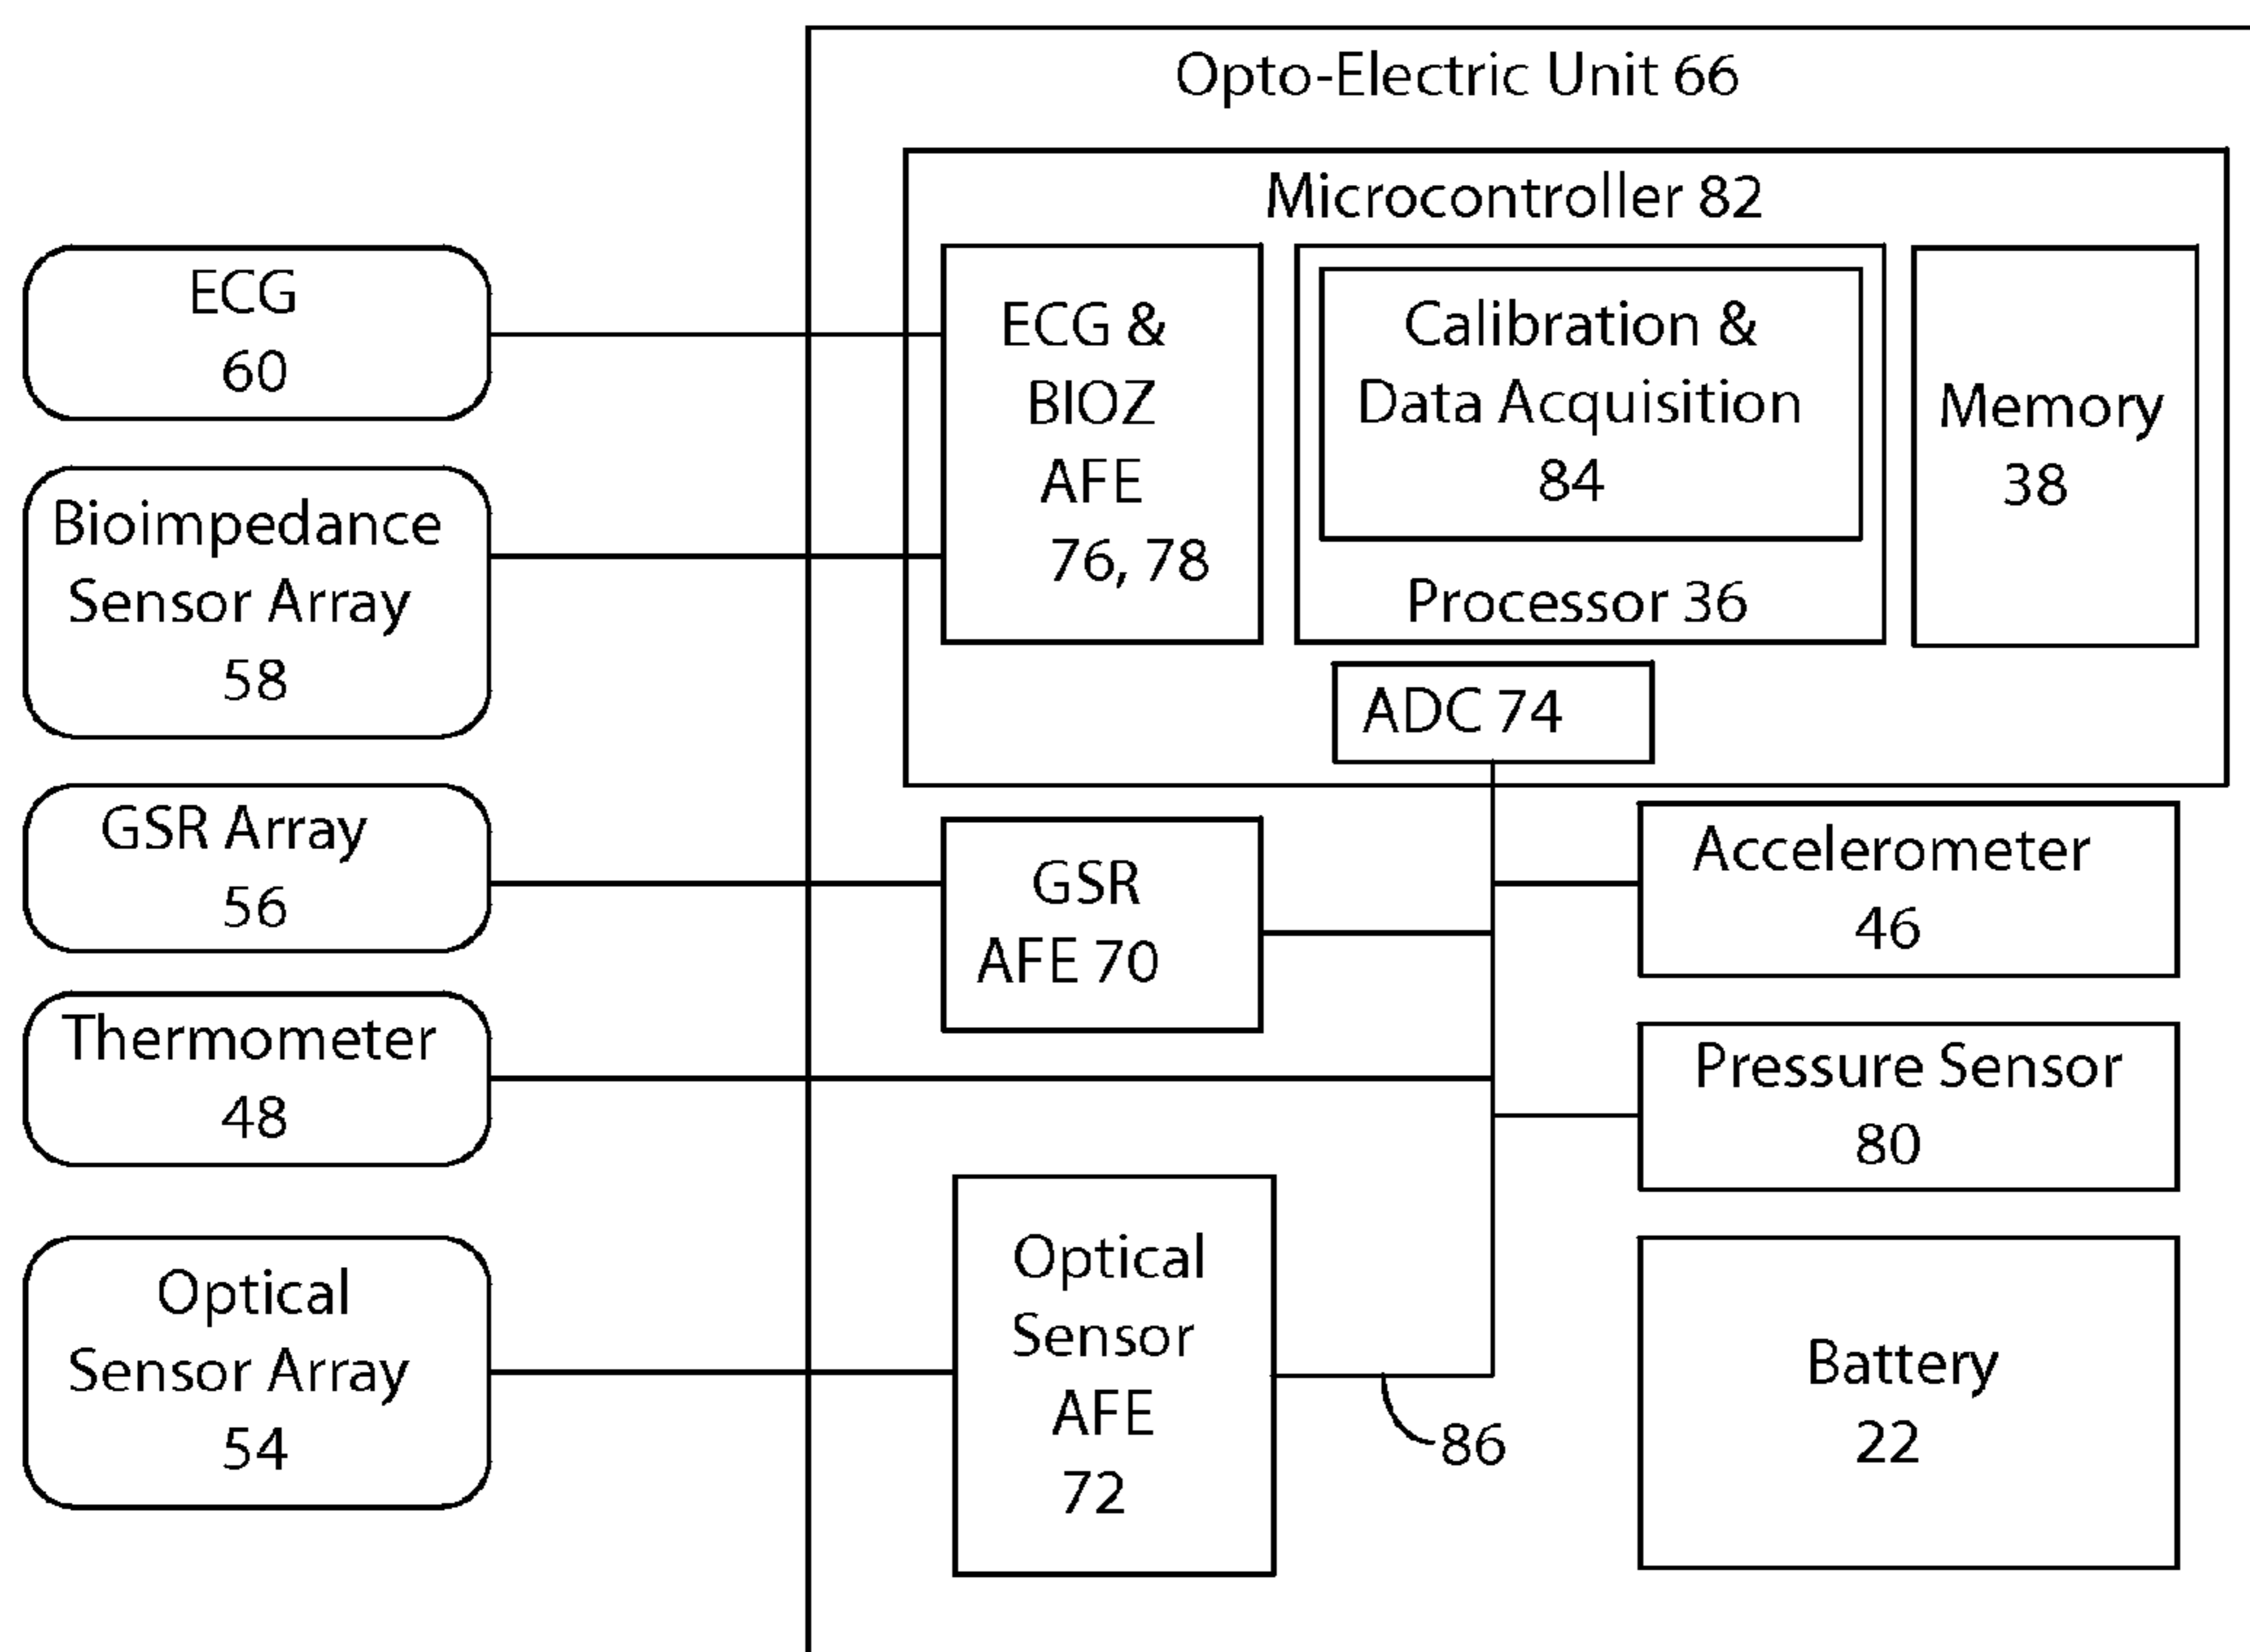 Opto-Electric Unit 66
Microcontroller 82
ECG
60
Bioimpedance
Sensor Array
58
GSR Array
56
Thermometer
48
Optical
Sensor Array
54
ECG &
BIOZ
AFE
76, 78
Calibration &
Data Acquisition
84
Processor 36
Memory
38
ADC 74
GSR
AFE 70
Accelerometer
46
Pressure Sensor
80
Optical
Sensor
AFE
72
86
Battery
22